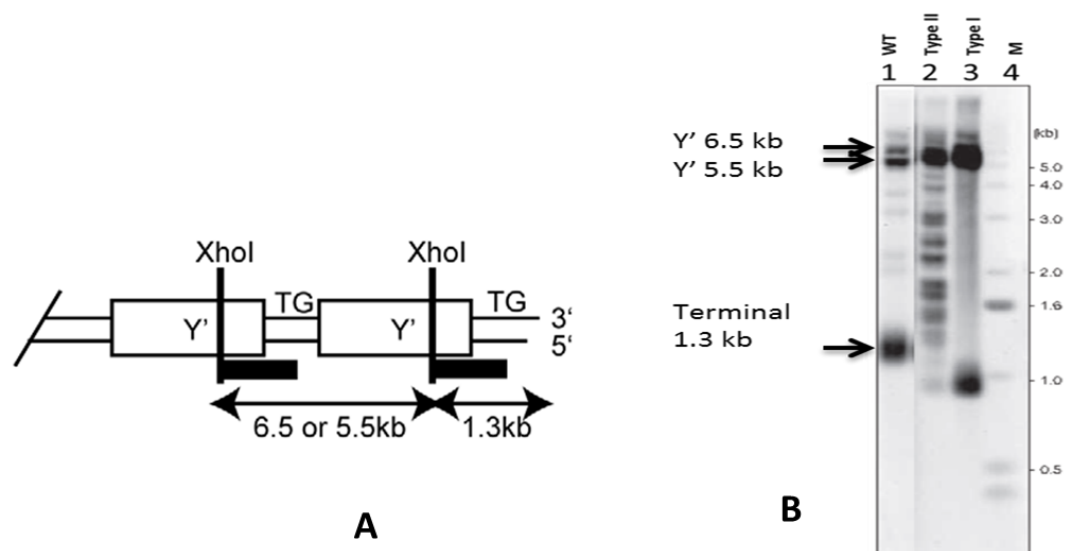 XhoI XhoI
TG TG
Y' Y'
3‘
5‘
6.5 or 5.5kb 1.3kb
A
WT Type II Type I M
1 2 3 4
Y’ 6.5 kb
Y’ 5.5 kb
Terminal
1.3 kb
(kb)
5.0
4.0
3.0
2.0
1.6
1.0
0.5
B